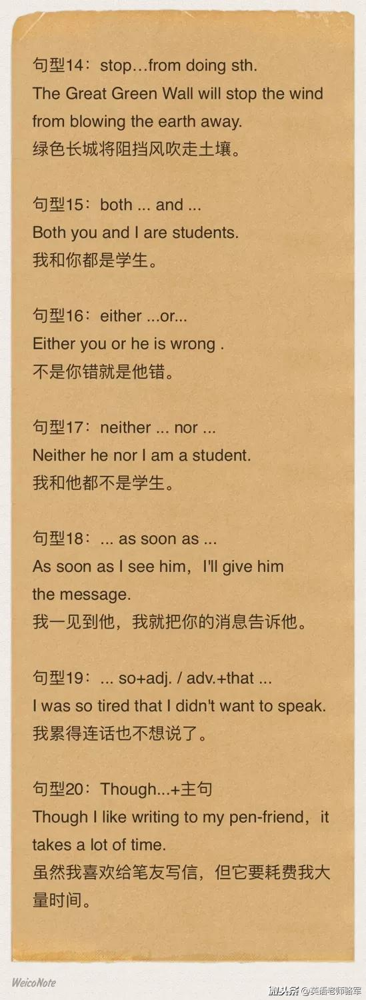 句型14：stop…from doing sth.
The Great Green Wall will stop the wind
from blowing the earth away.
绿色长城将阻挡风吹走土壤。
句型15：both ... and ...
Both you and I are students.
我和你都是学生。
句型16：either ...or...
Either you or he is wrong .
不是你错就是他错。
句型17：neither ... nor ...
Neither he nor I am a student.
我和他都不是学生。
句型18：... as soon as ...
As soon as I see him，I'll give him
the message.
我一见到他，我就把你的消息告诉他。
句型19：... so+adj. / adv.+that ...
I was so tired that I didn't want to speak.
我累得连话也不想说了。
句型20：Though...+主句
Though I like writing to my pen-friend，it
takes a lot of time.
虽然我喜欢给笔友写信，但它要耗费我大
量时间。
WeicoNote
微头条 @英语老师骆军